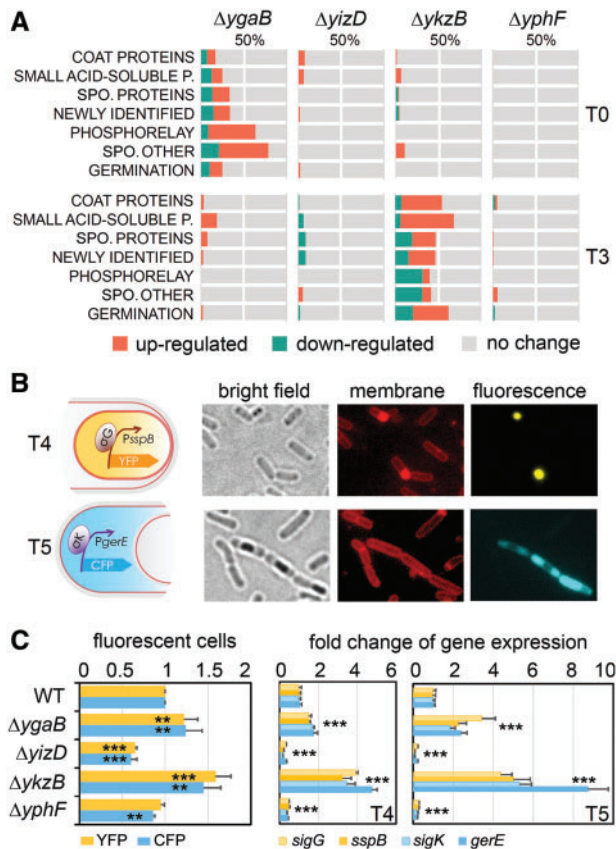 A
ΔygaB ΔyizD ΔykzB ΔyphF
50% 50% 50% 50%
COAT PROTEINS
SMALL ACID-SOLUBLE P.
SPO. PROTEINS
NEWLY IDENTIFIED
PHOSPHORELAY
SPO. OTHER
GERMINATION
T0
COAT PROTEINS
SMALL ACID-SOLUBLE P.
SPO. PROTEINS
NEWLY IDENTIFIED
PHOSPHORELAY
SPO. OTHER
GERMINATION
T3
up-regulated down-regulated no change
B
bright field membrane fluorescence
T4
σG PsspB
YFP
T5
σK PgerE
CFP
C
fluorescent cells fold change of gene expression
0 0.5 1 1.5 2 0 2 4 6 0 2 4 6 8 10
WT
ΔygaB ** ** *** ***
ΔyizD *** *** *** ***
ΔykzB *** ** *** ***
ΔyphF ** *** ***
T4 T5
YFP CFP sigG sspB sigK gerE